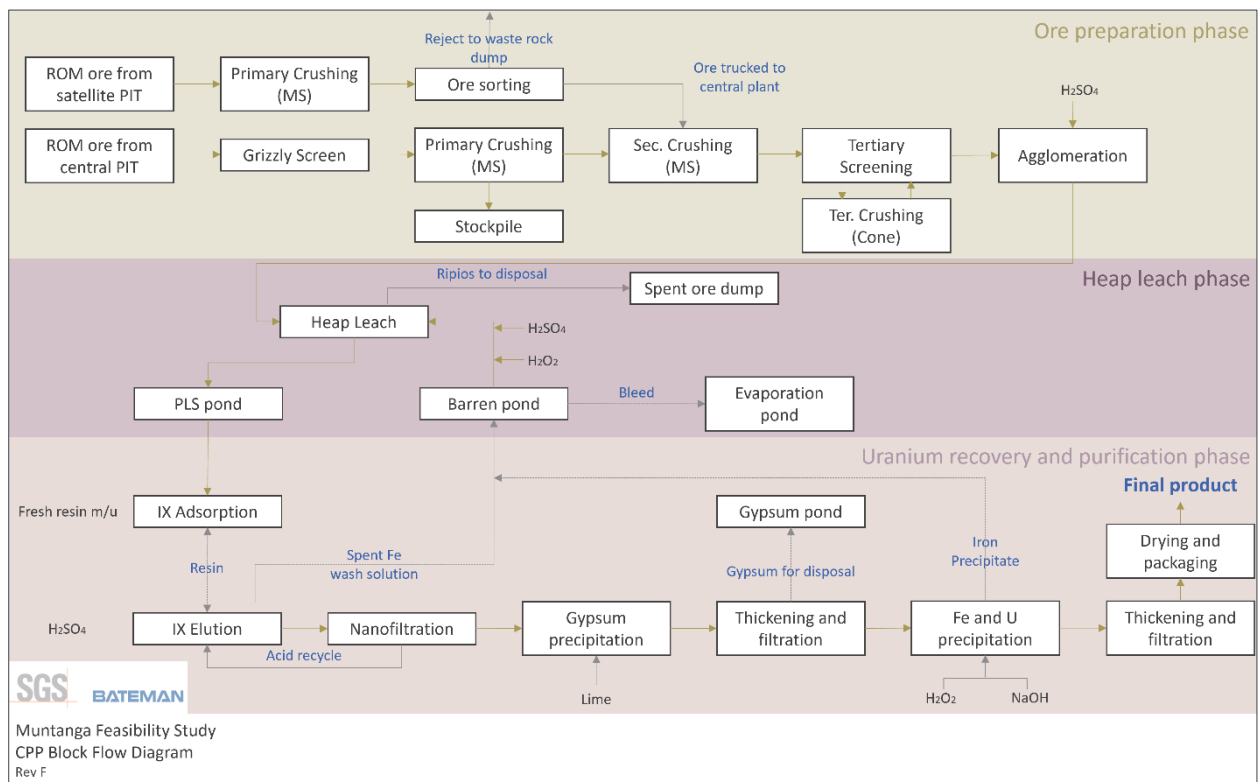 Ore preparation phase
Reject to waste rock
dump
ROM ore from
satellite PIT
Primary Crushing
(MS)
Ore sorting
Ore trucked to
central plant
H₂SO₄
ROM ore from
central PIT
Grizzly Screen
Primary Crushing
(MS)
Sec. Crushing
(MS)
Tertiary
Screening
Agglomeration
Stockpile
Ter. Crushing
(Cone)
Heap leach phase
Ripios to disposal
Spent ore dump
Heap Leach
H₂SO₄
H₂O₂
PLS pond
Barren pond
Bleed
Evaporation
pond
Uranium recovery and purification phase
Final product
Fresh resin m/u
IX Adsorption
Gypsum pond
Drying and
packaging
Resin
Spent Fe
wash solution
Gypsum for disposal
Iron
Precipitate
H₂SO₄
IX Elution
Nanofiltration
Gypsum
precipitation
Thickening and
filtration
Fe and U
precipitation
Thickening and
filtration
Acid recycle
Lime
H₂O₂
NaOH
SGS
BATEMAN
Muntanga Feasibility Study
CPP Block Flow Diagram
Rev F